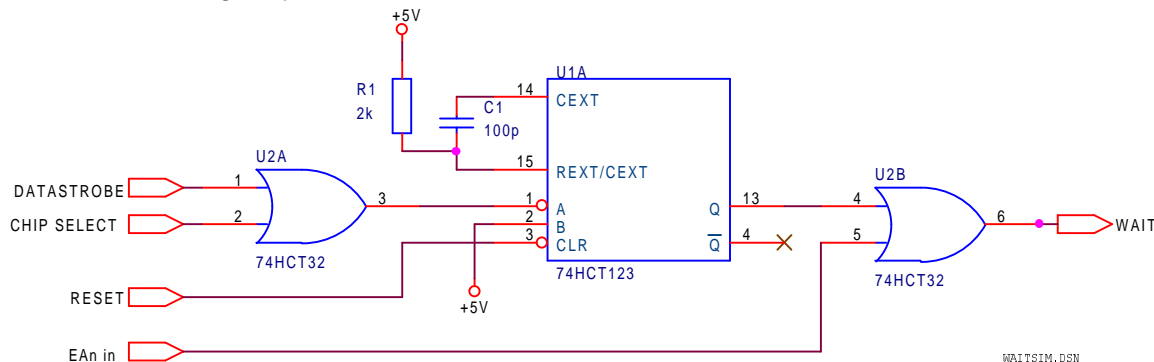 +5V
U1A
R1
2k
C1
100p
14
CEXT
15
REXT/CEXT
U2A
DATASTROBE
1
CHIP SELECT
2
3
74HCT32
1
A
2
B
3
CLR
Q
13
Q
4
74HCT123
+5V
U2B
4
5
6
WAIT
74HCT32
RESET
EAn in
WAITSIM.DSN